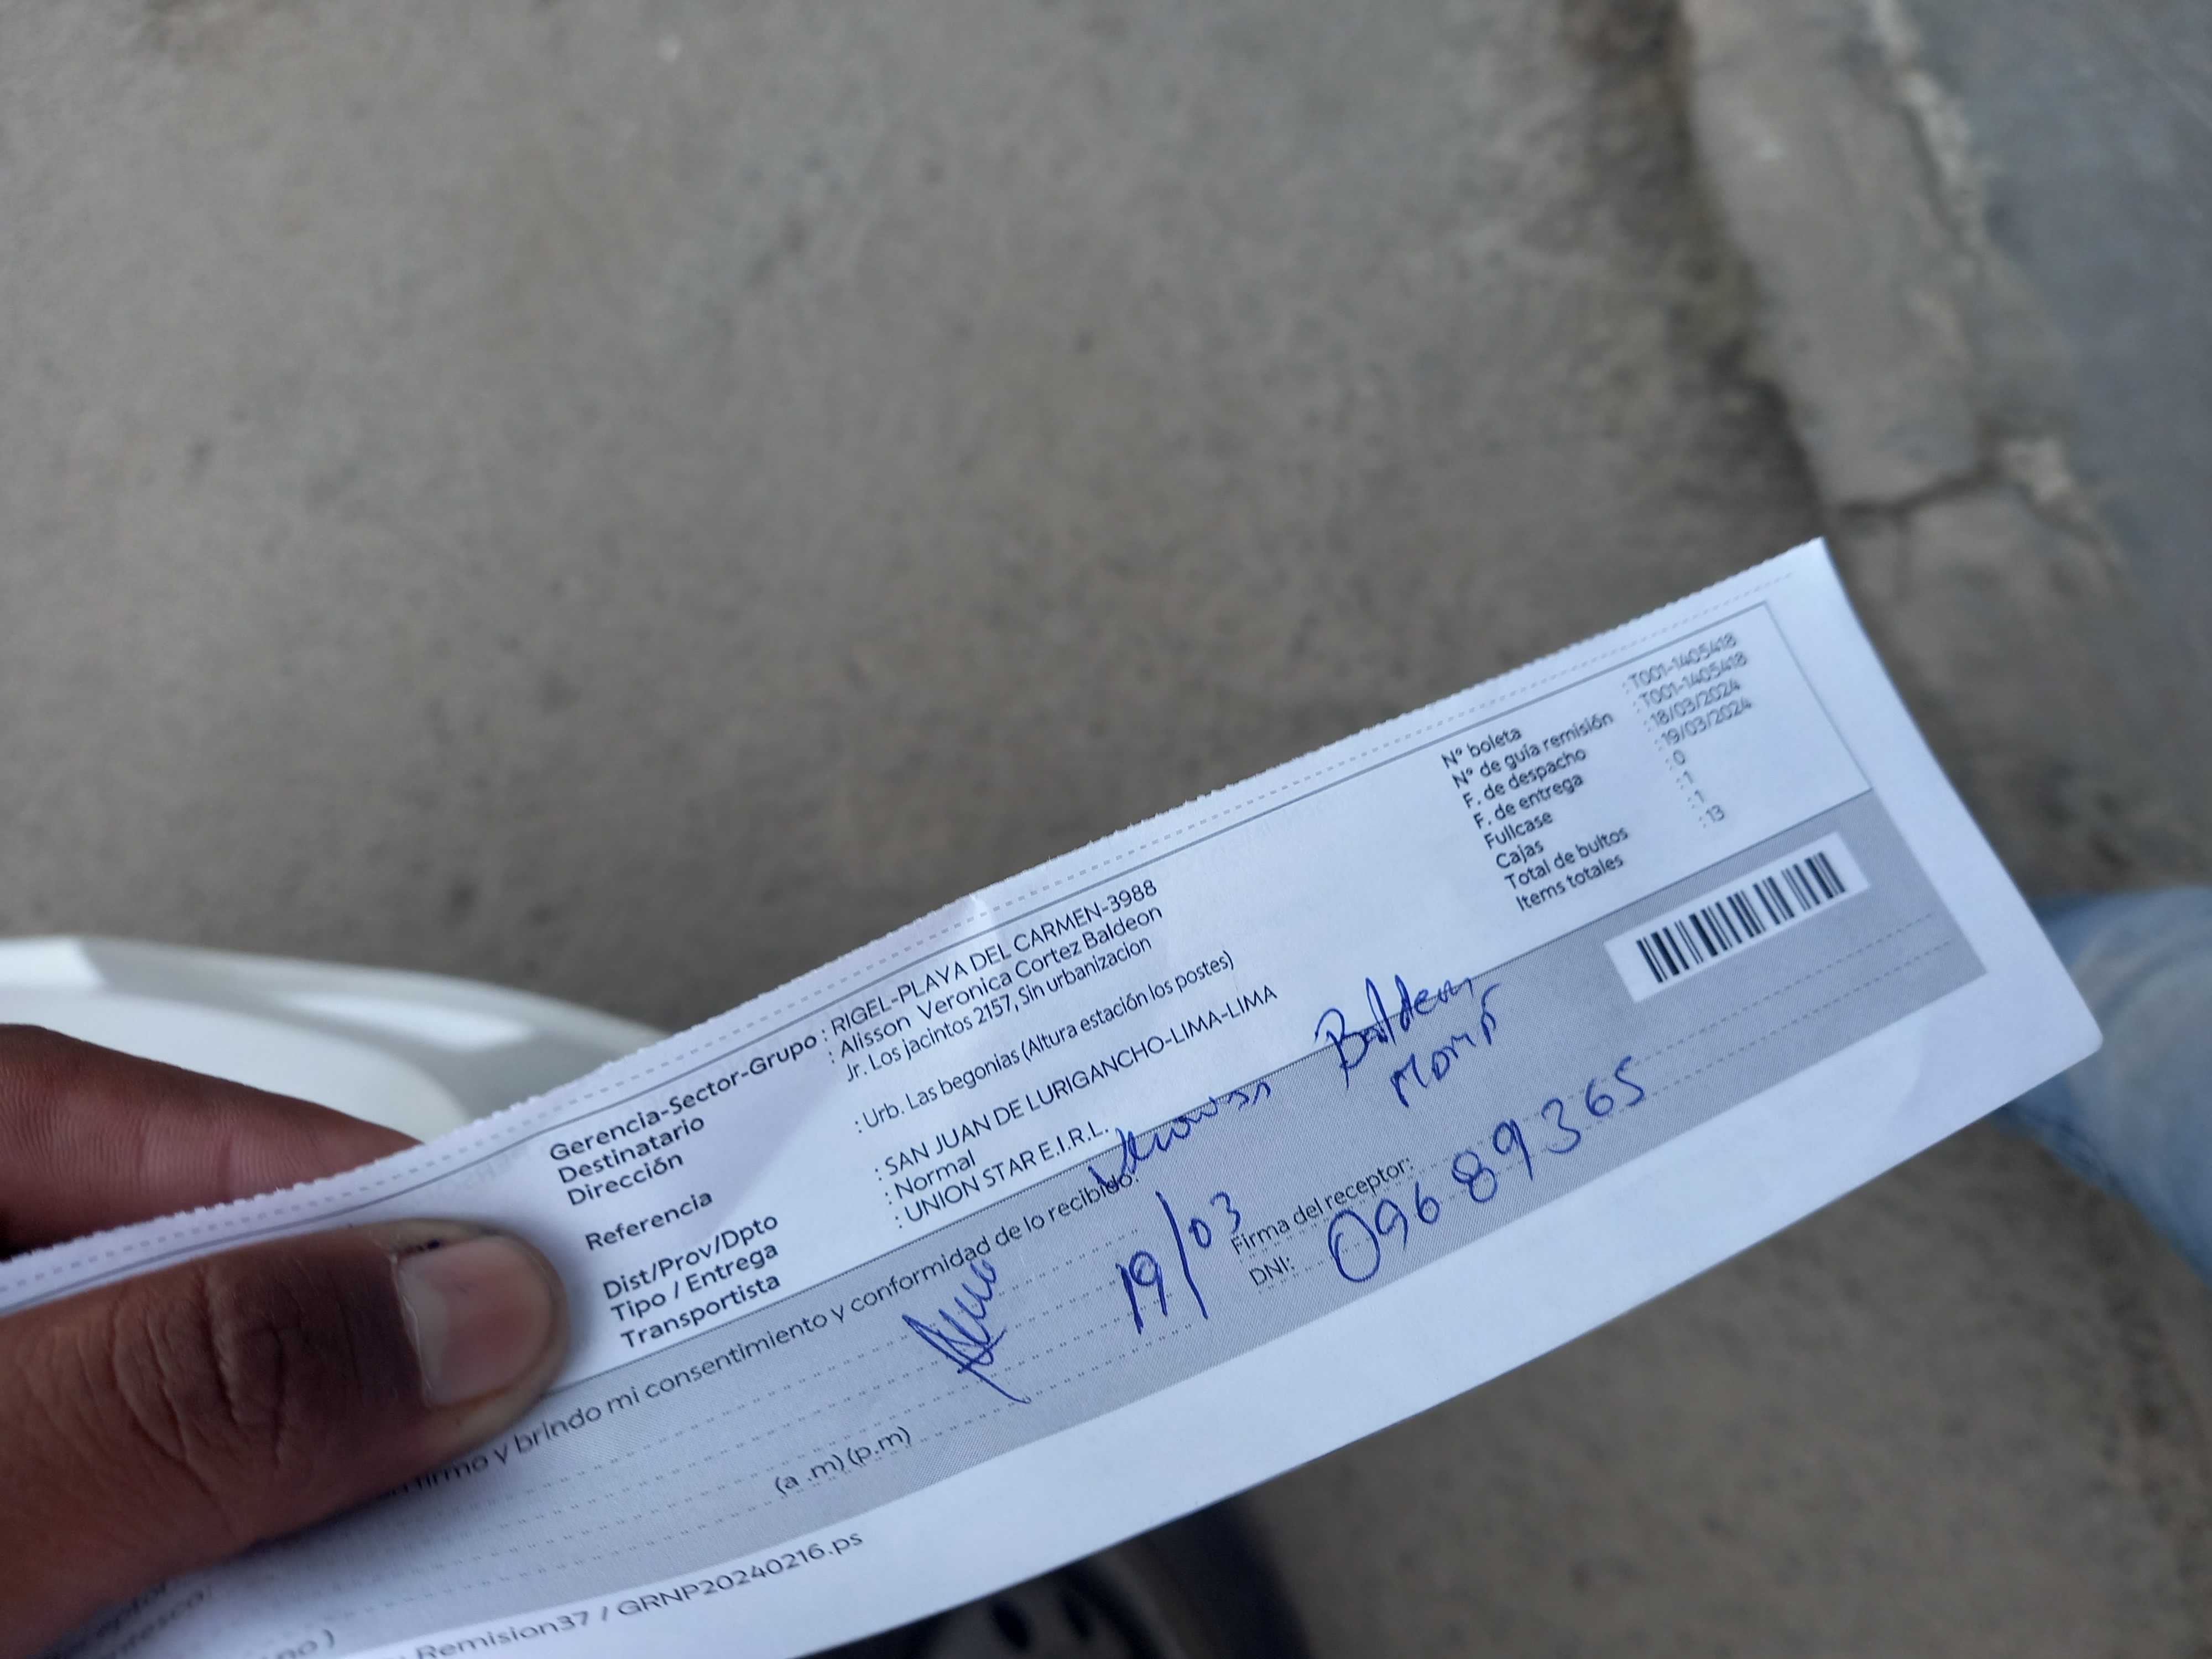 Gerencia-Sector-Grupo : RIGEL-PLAYA DEL CARMEN-3988
Destinatario : Alisson Veronica Cortez Baldeon
Dirección Jr. Los jacintos 2157, Sin urbanizacion
Referencia : Urb. Las begonias (Altura estación los postes)
Dist/Prov/Dpto : SAN JUAN DE LURIGANCHO-LIMA-LIMA
Tipo / Entrega : Normal
Transportista : UNION STAR E.I.R.L.
N° boleta : T001-1405418
N° de guía remisión : T001-1405418
F. de despacho : 18/03/2024
F. de entrega : 19/03/2024
Fullcase : 0
Cajas : 1
Total de bultos : 1
Items totales : 13
firmo y brindo mi consentimiento y conformidad de lo recibido:
Baldeon
19/03
Firma del receptor:
DNI: 09689365
(a .m) (p.m)
Remision37 / GRNP20240216.ps